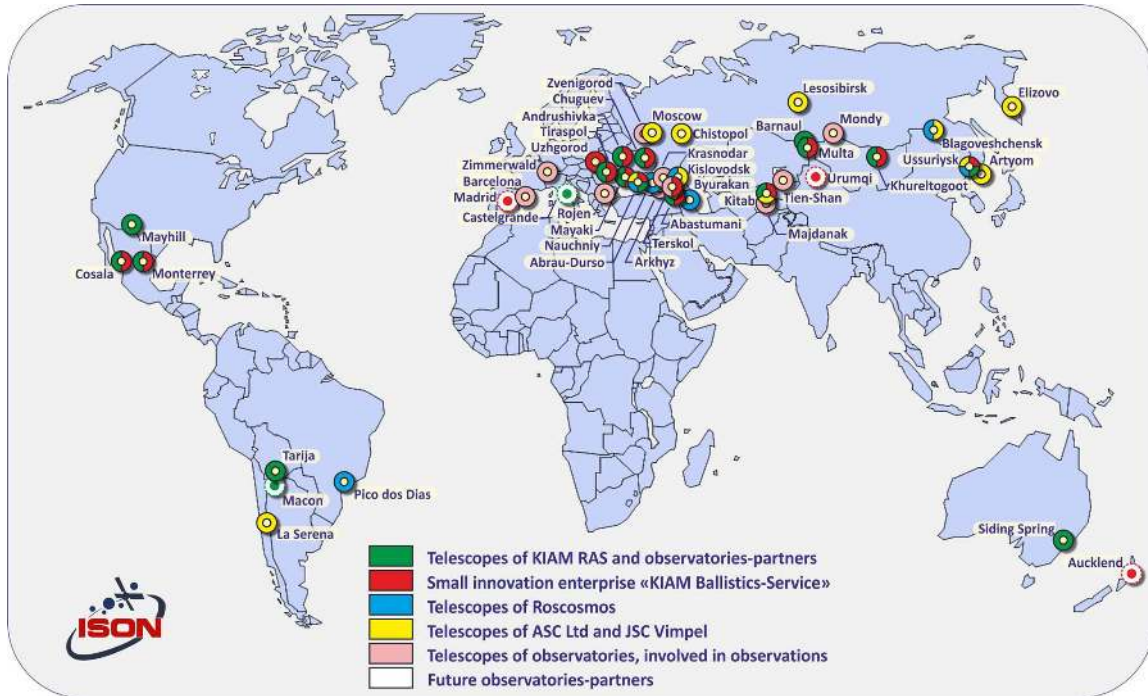 Zvenigorod
Chuguev
Andrushivka
Tiraspol
Uzhgorod
Moscow
Chistopol
Lesosibirsk
Elizovo
Barnaul
Mondy
Multa
Blagoveshchensk
Ussuriysk
Artyom
Urumqi
Khureltogoot
Zimmerwald
Barcelona
Madrid
Castelgrande
Krasnodar
Kislovodsk
Byurakan
Kitab
Tien-Shan
Majdanak
Rojen
Mayaki
Nauchniy
Abrau-Durso
Abastumani
Terskol
Arkhyz
Mayhill
Cosala
Monterrey
Tarija
Macon
Pico dos Dias
La Serena
Siding Spring
Aucklend
Telescopes of KIAM RAS and observatories-partners
Small innovation enterprise «KIAM Ballistics-Service»
Telescopes of Roscosmos
Telescopes of ASC Ltd and JSC Vimpel
Telescopes of observatories, involved in observations
Future observatories-partners
ISON